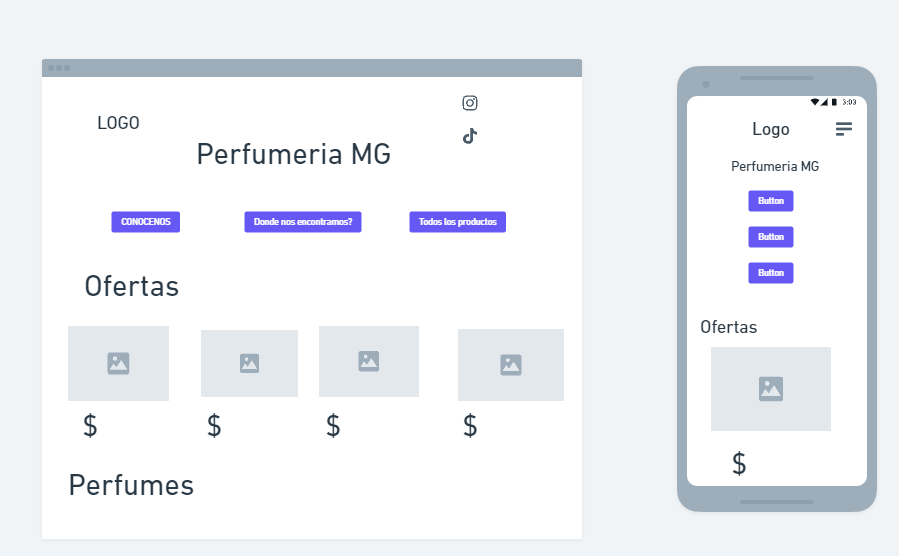 LOGO
Perfumeria MG
CONOCENOS
Donde nos encontramos?
Todos los productos
Ofertas
$
$
$
$
Perfumes
3:03
Logo
Perfumeria MG
Button
Button
Button
Ofertas
$